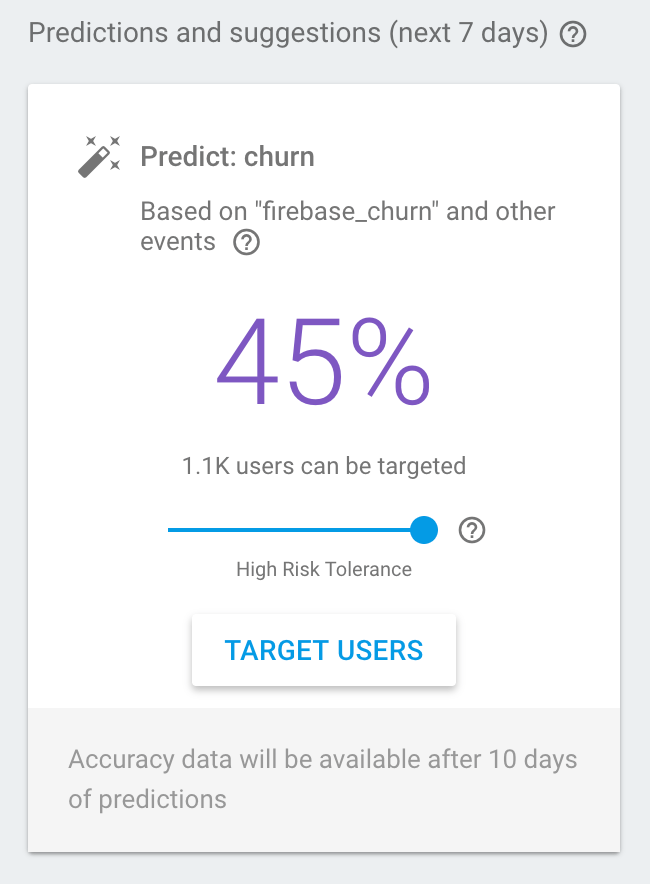 Predictions and suggestions (next 7 days) ?
Predict: churn
Based on "firebase_churn" and other
events ?
45%
1.1K users can be targeted
?
High Risk Tolerance
TARGET USERS
Accuracy data will be available after 10 days
of predictions